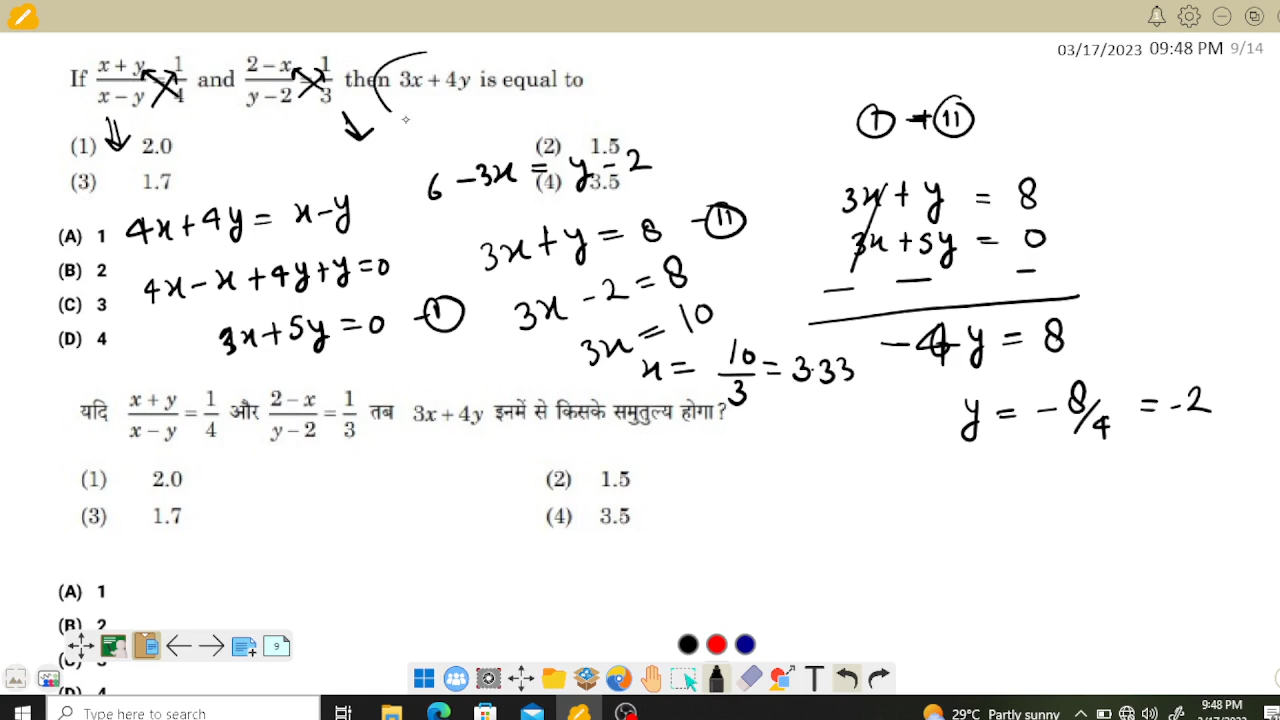 03/17/2023 09:48 PM 9/14
If x + y / x − y = 1/4 and 2 − x / y − 2 = 1/3 then 3x + 4y is equal to
(1) 2.0 (2) 1.5
(3) 1.7 (4) 3.5
(A) 1
(B) 2
(C) 3
(D) 4
4x + 4y = x − y
4x − x + 4y + y = 0
3x + 5y = 0 − (I)
6 − 3x = y − 2
3x + y = 8 − (II)
3x − 2 = 8
3x = 10
x = 10/3 = 3.33
(I) − (II)
3x + y = 8
3x + 5y = 0
− − −
−4y = 8
y = −8/4 = -2
यदि x + y / x − y = 1/4 और 2 − x / y − 2 = 1/3 तब 3x + 4y इनमें से किसके समुतुल्य होगा?
(1) 2.0 (2) 1.5
(3) 1.7 (4) 3.5
(A) 1
(B) 2
(D) 4
9
T
Type here to search
29°C Partly sunny
9:48 PM